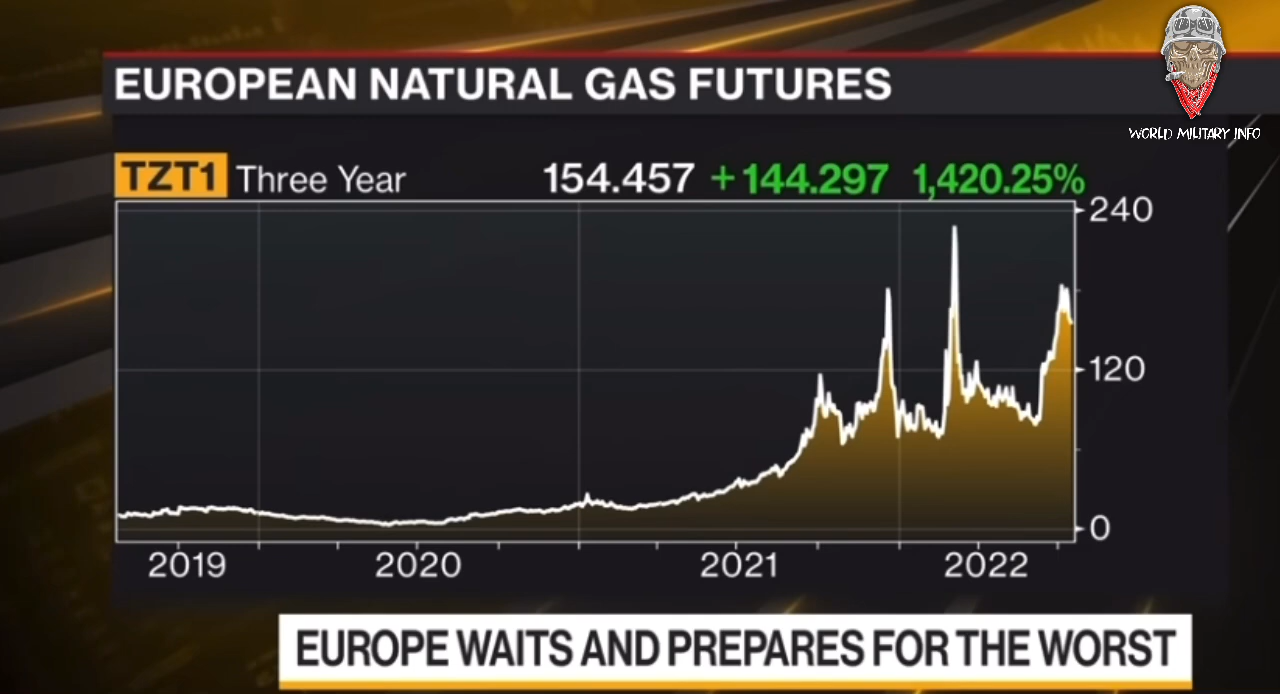 EUROPEAN NATURAL GAS FUTURES
WORLD MILITARY INFO
TZT1 Three Year 154.457 +144.297 1,420.25%
240
120
0
2019 2020 2021 2022
EUROPE WAITS AND PREPARES FOR THE WORST